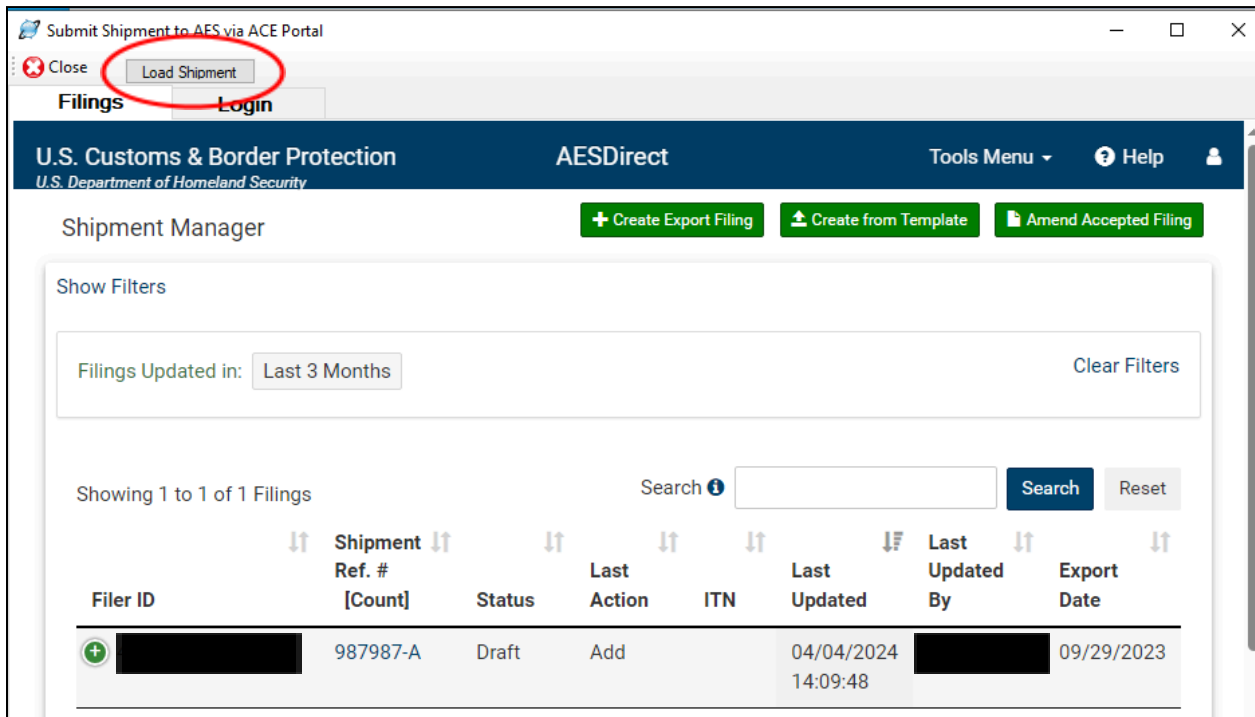 Submit Shipment to AES via ACE Portal
Close Load Shipment
Filings Login
U.S. Customs & Border Protection AESDirect Tools Menu Help
U.S. Department of Homeland Security
Shipment Manager Create Export Filing Create from Template Amend Accepted Filing
Show Filters
Filings Updated in: Last 3 Months Clear Filters
Showing 1 to 1 of 1 Filings Search Search Reset
Filer ID
Shipment
Ref. #
[Count]
Status
Last
Action
ITN
Last
Updated
Last
Updated
By
Export
Date
987987-A Draft Add 04/04/2024 09/29/2023
14:09:48